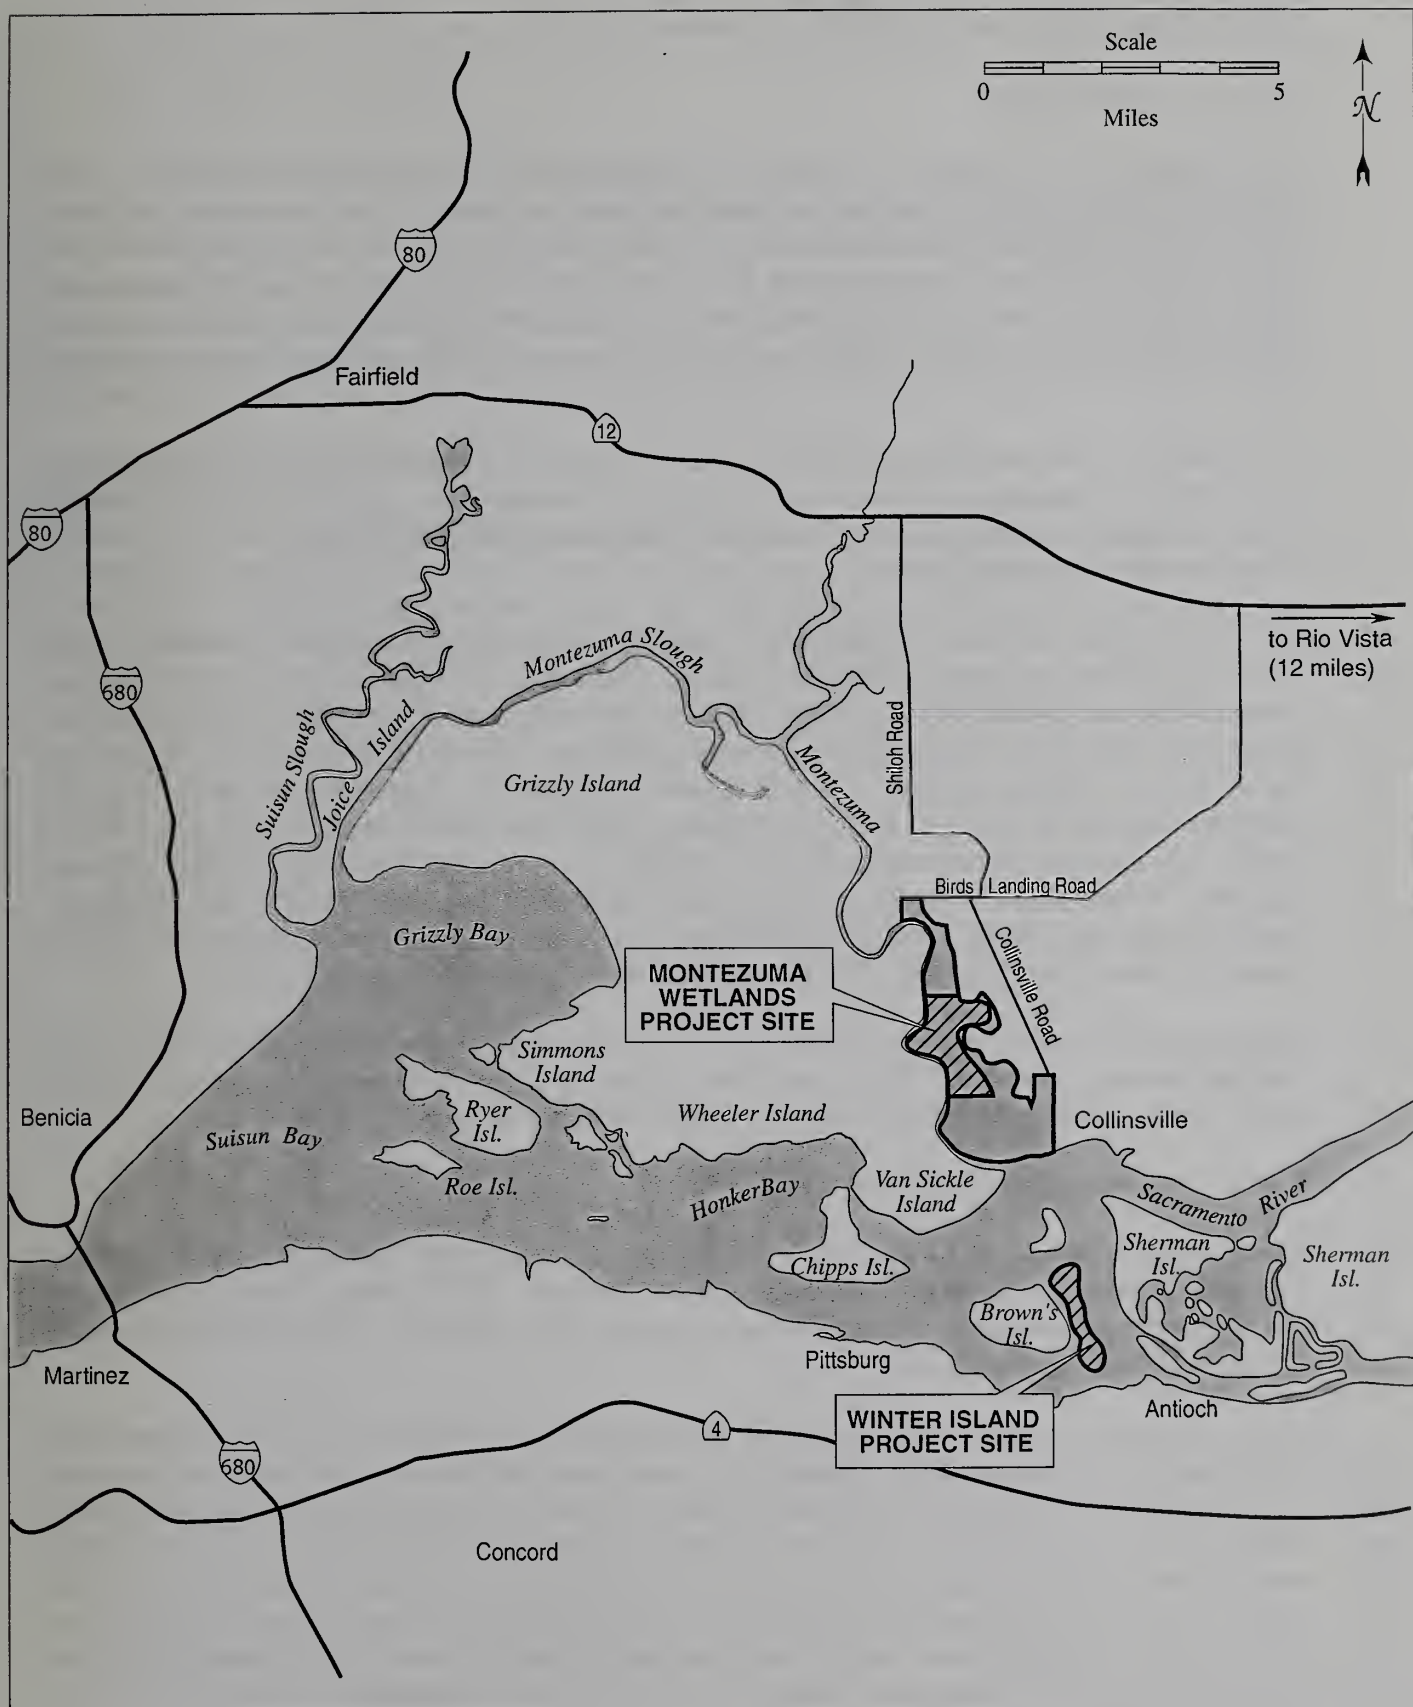 Scale
0 5
Miles
N
80
Fairfield
12
80
to Rio Vista
(12 miles)
680
Suisun Slough
Joice Island
Montezuma Slough
Grizzly Island
Montezuma
Shiloh Road
Birds Landing Road
Collinsville Road
Grizzly Bay
MONTEZUMA
WETLANDS
PROJECT SITE
Simmons
Island
Ryer
Isl.
Wheeler Island
Collinsville
Benicia
Suisun Bay
Roe Isl.
Honker Bay
Van Sickle
Island
Sacramento River
Sherman
Isl.
Sherman
Isl.
Chipps Isl.
Brown's
Isl.
Pittsburg
Martinez
Antioch
WINTER ISLAND
PROJECT SITE
4
680
Concord